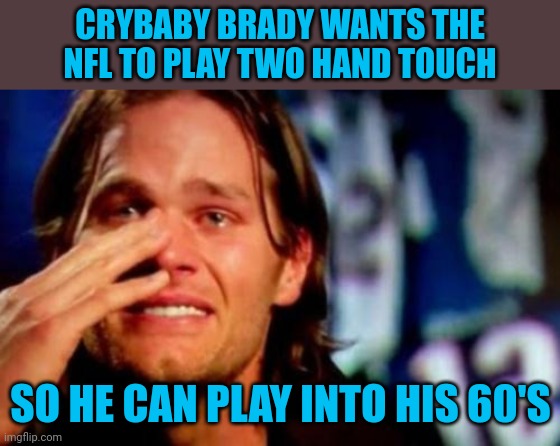 CRYBABY BRADY WANTS THE
NFL TO PLAY TWO HAND TOUCH
SO HE CAN PLAY INTO HIS 60'S
imgflip.com